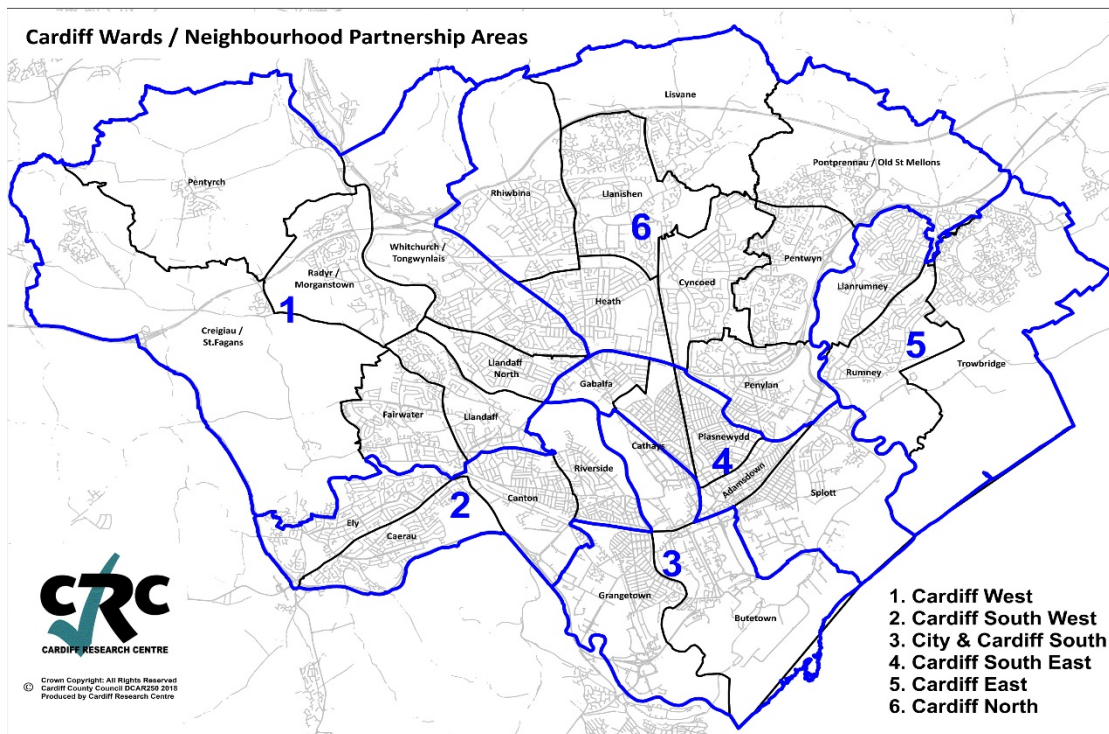 Cardiff Wards / Neighbourhood Partnership Areas
Lisvane
Pontprennau / Old St Mellons
Pentyrch
Rhiwbina
Llanishen
6
Whitchurch /
Tongwynlais
Pentwyn
Radyr /
Morganstown
Cyncoed
Llanrumney
Heath
1
Creigiau /
St.Fagans
5
Llandaff
North
Trowbridge
Rumney
Gabalfa
Penylan
Fairwater
Llandaff
Plasnewydd
Cathays
4
Riverside
Adamsdown
Splott
Canton
2
Ely
Caerau
3
Grangetown
Butetown
CRC
CARDIFF RESEARCH CENTRE
© Crown Copyright: All Rights Reserved
Cardiff County Council DCAR250 2018
Produced by Cardiff Research Centre
1. Cardiff West
2. Cardiff South West
3. City & Cardiff South
4. Cardiff South East
5. Cardiff East
6. Cardiff North